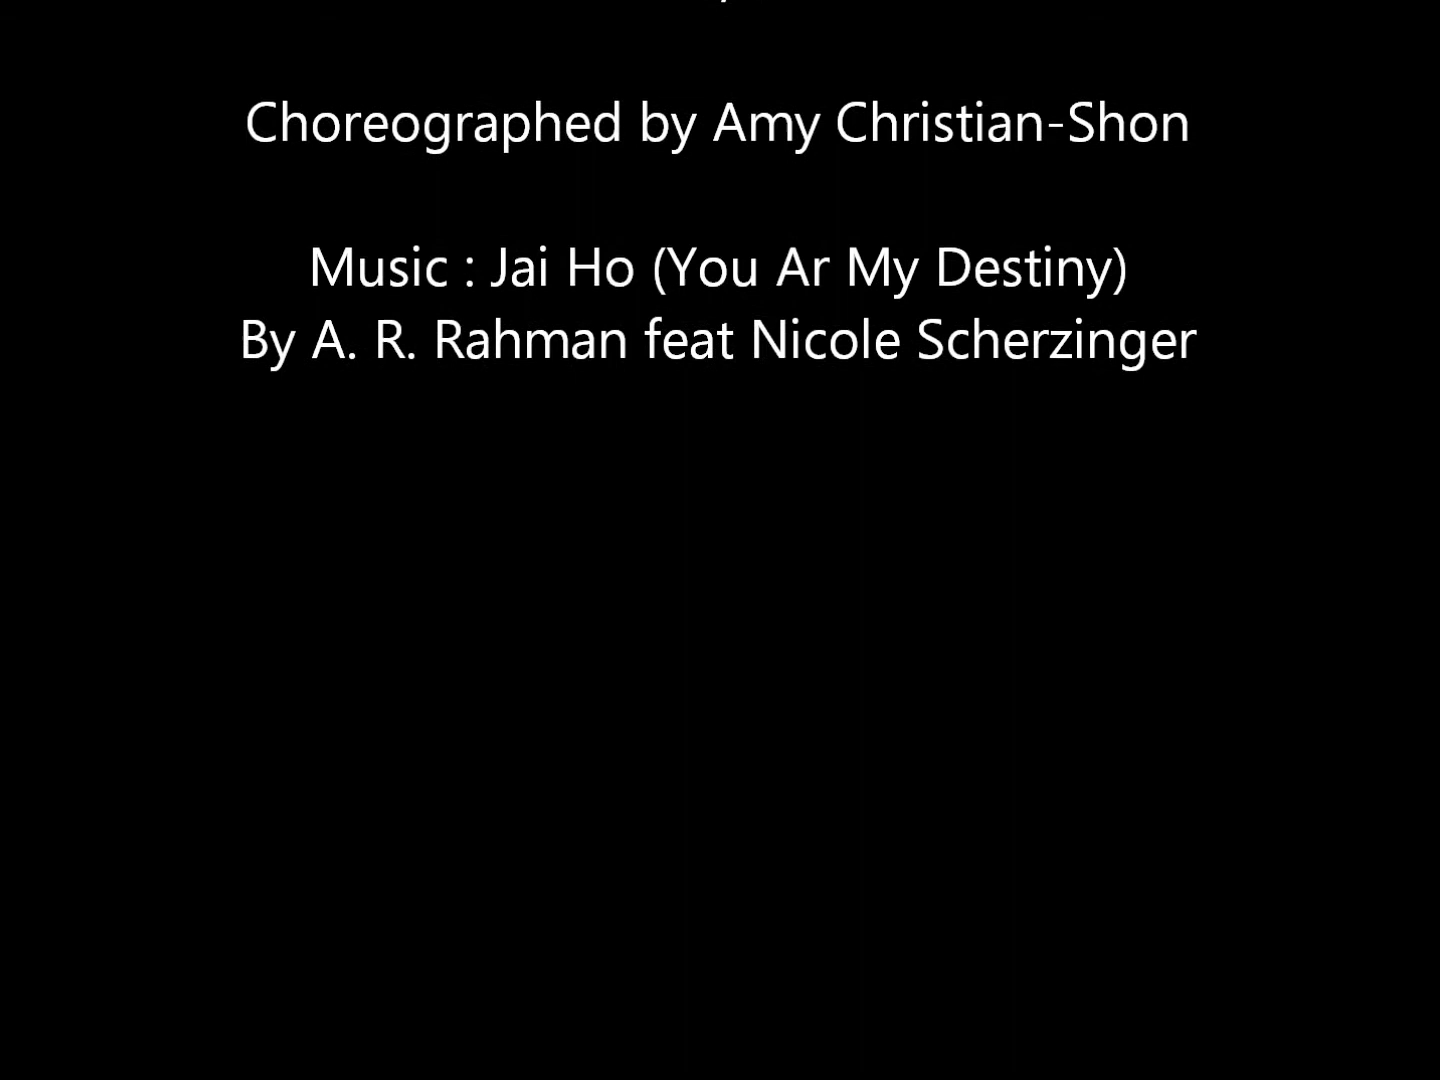 Choreographed by Amy Christian-Shon
Music : Jai Ho (You Ar My Destiny)
By A. R. Rahman feat Nicole Scherzinger